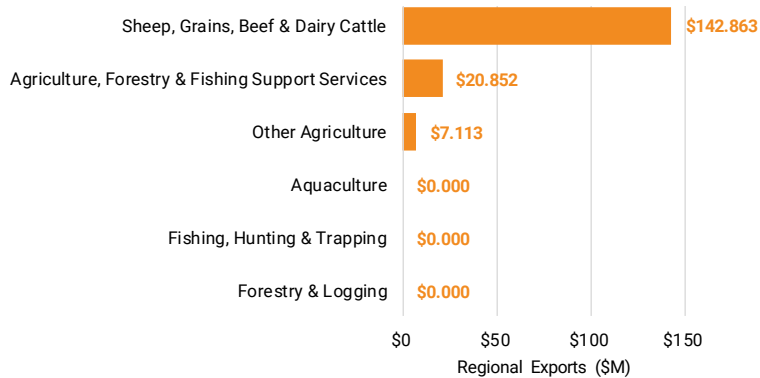 Sheep, Grains, Beef & Dairy Cattle $142.863
Agriculture, Forestry & Fishing Support Services $20.852
Other Agriculture $7.113
Aquaculture $0.000
Fishing, Hunting & Trapping $0.000
Forestry & Logging $0.000
$0 $50 $100 $150
Regional Exports ($M)